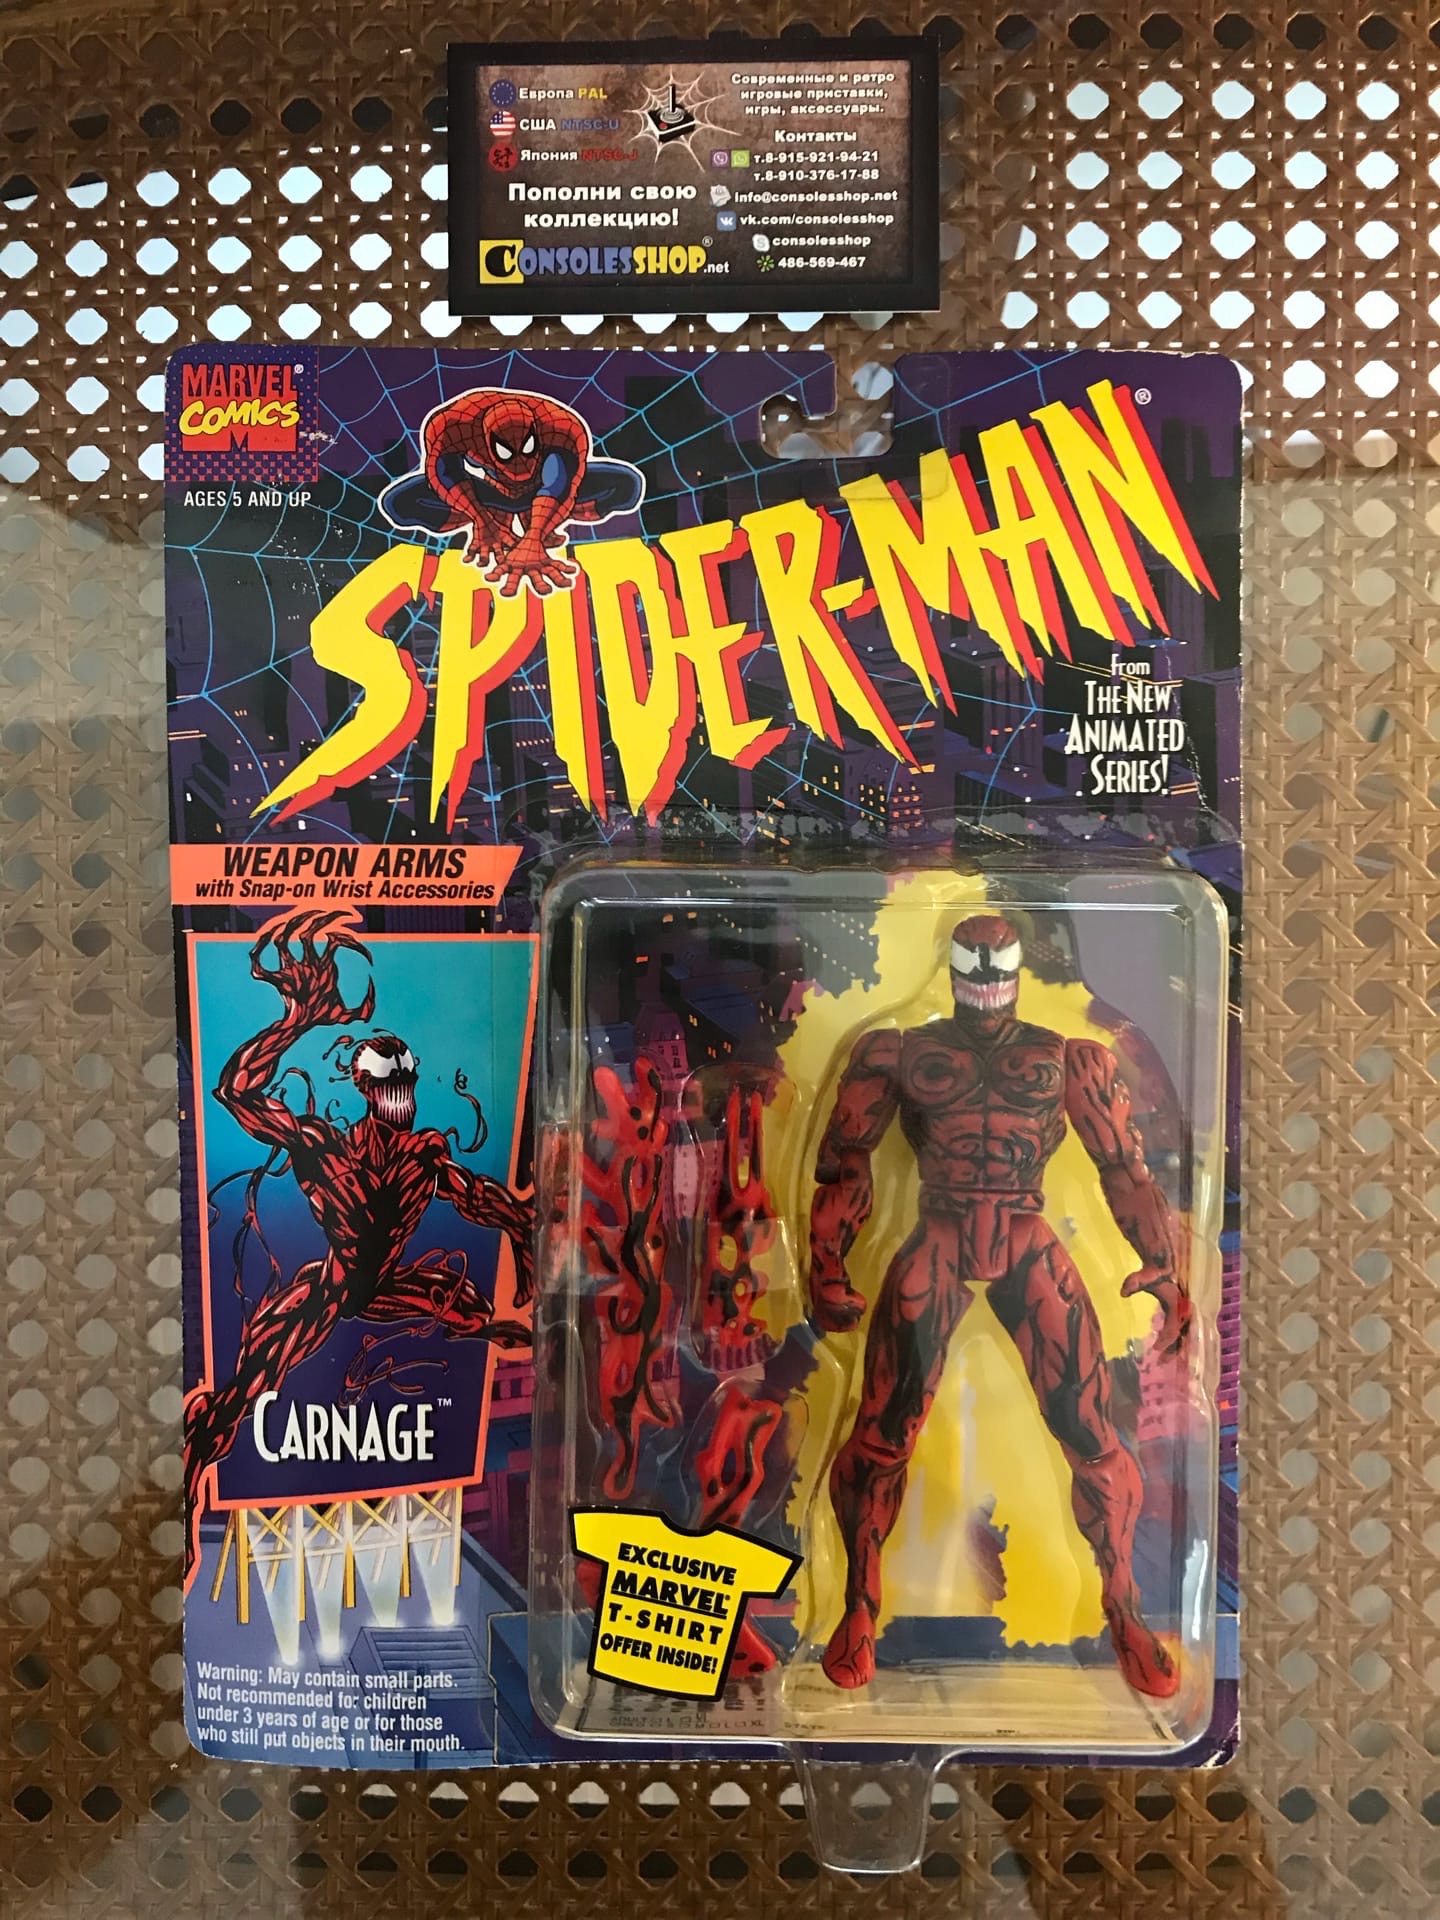 Европа PAL
США NTSC-U
Япония NTSC-J
Пополни свою
коллекцию!
CONSOLESSHOP®.net
Современные и ретро
игровые приставки,
игры, аксессуары.
Контакты
т.8-915-921-94-21
т.8-910-376-17-88
info@consolesshop.net
vk.com/consolesshop
consolesshop
486-569-467
MARVEL®
COMICS
M
AGES 5 AND UP
SPIDER-MAN®
From
THE NEW
ANIMATED
SERIES!
WEAPON ARMS
with Snap-on Wrist Accessories
CARNAGE™
EXCLUSIVE
MARVEL®
T-SHIRT
OFFER INSIDE!
Warning: May contain small parts.
Not recommended for children
under 3 years of age or for those
who still put objects in their mouth.